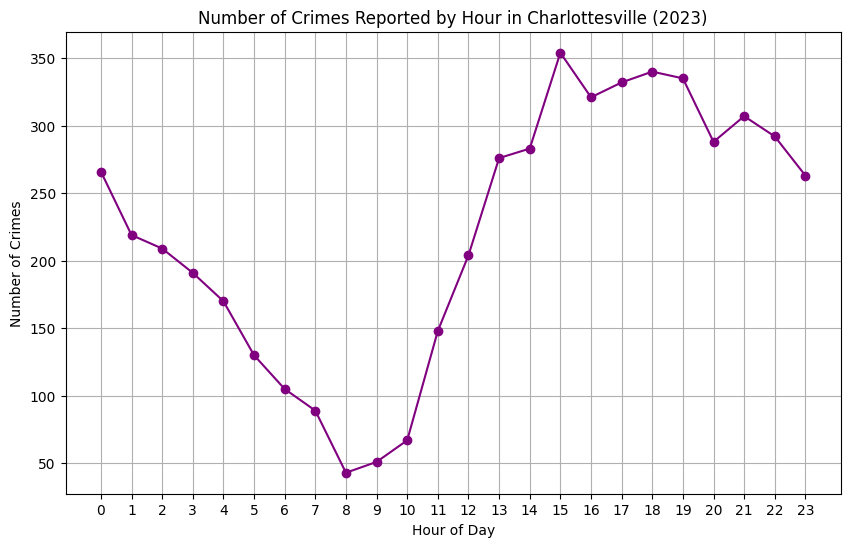 Number of Crimes Reported by Hour in Charlottesville (2023)
350
300
250
200
150
100
50
Number of Crimes
0 1 2 3 4 5 6 7 8 9 10 11 12 13 14 15 16 17 18 19 20 21 22 23
Hour of Day